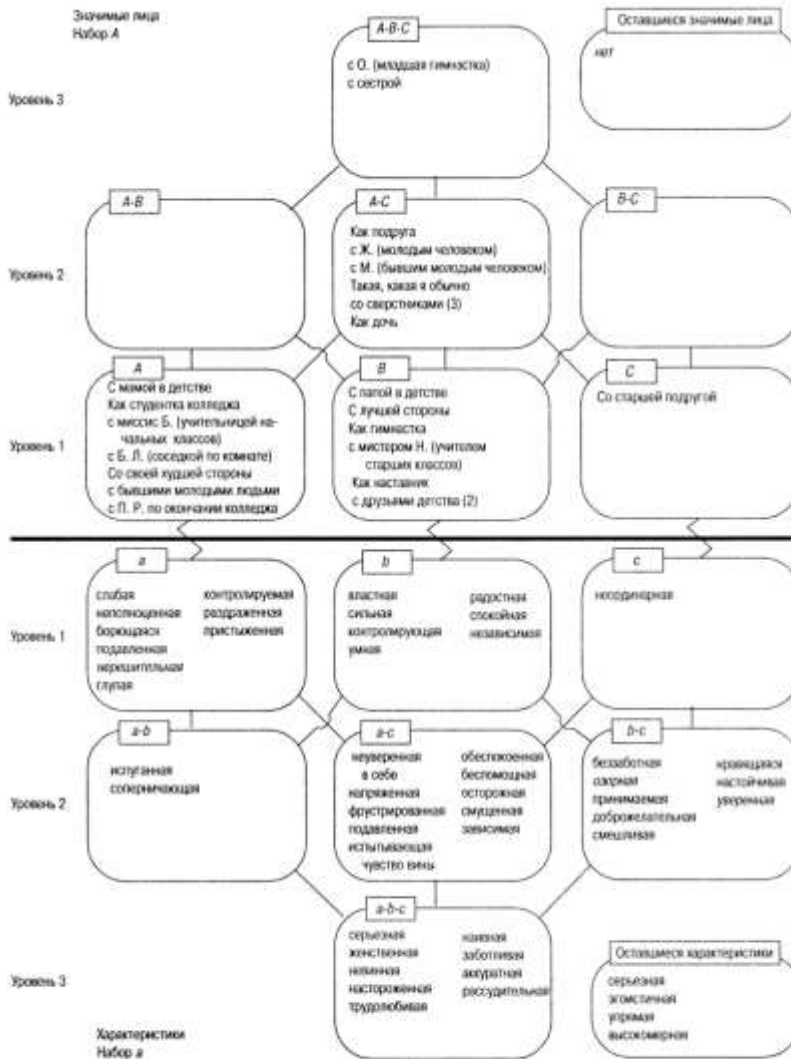 Значимые лица
Набор А
A-B-C
с О. (младшая гимнастка)
с сестрой
Оставшиеся значимые лица
нет
Уровень 3
A-B
A-C
Как подруга
с Ж. (молодым человеком)
с М. (бывшим молодым человеком)
Такая, какая я обычно
со сверстниками (3)
Как дочь
B-C
Уровень 2
A
С мамой в детстве
Как студентка колледжа
с миссис Б. (учительницей на-
чальных классов)
с Б. Л. (соседкой по комнате)
Со своей худшей стороны
с бывшими молодыми людьми
с П. Р. по окончании колледжа
B
С папой в детстве
С лучшей стороны
Как гимнастка
с мистером Н. (учителем
старших классов)
Как наставник
с друзьями детства (2)
C
Со старшей подругой
Уровень 1
a
слабая
неполноценная
борющаяся
подавленная
нерешительная
глупая
контролируемая
раздраженная
пристыженная
b
властная
сильная
контролирующая
умная
радостная
спокойная
независимая
c
неординарная
Уровень 1
a-b
испуганная
соперничающая
a-c
неуверенная
в себе
напряженная
фрустрированная
подавленная
испытывающая
чувство вины
обеспокоенная
беспомощная
осторожная
смущенная
зависимая
b-c
беззаботная
озорная
принимаемая
доброжелательная
смешливая
нравящаяся
настойчивая
уверенная
Уровень 2
a-b-c
серьезная
женственная
невинная
настороженная
трудолюбивая
наивная
заботливая
аккуратная
рассудительная
Оставшиеся характеристики
серьезная
эгоистичная
упрямая
высокомерная
Уровень 3
Характеристики
Набор а